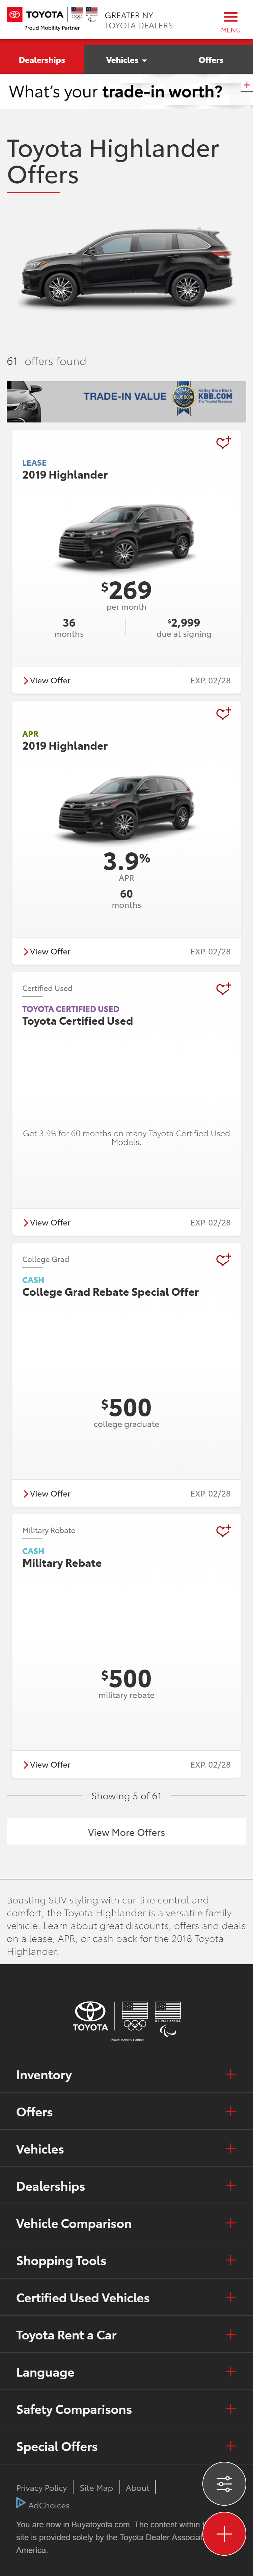 TOYOTA
Proud Mobility Partner
GREATER NY
TOYOTA DEALERS
MENU
Dealerships
Vehicles
Offers
What's your trade-in worth?
Toyota Highlander
Offers
61 offers found
TRADE-IN VALUE
Kelley Blue Book
KBB.COM
The Trusted Resource
LEASE
2019 Highlander
$269
per month
36
months
$2,999
due at signing
View Offer
EXP. 02/28
APR
2019 Highlander
3.9%
APR
60
months
View Offer
EXP. 02/28
Certified Used
TOYOTA CERTIFIED USED
Toyota Certified Used
Get 3.9% for 60 months on many Toyota Certified Used
Models.
View Offer
EXP. 02/28
College Grad
CASH
College Grad Rebate Special Offer
$500
college graduate
View Offer
EXP. 02/28
Military Rebate
CASH
Military Rebate
$500
military rebate
View Offer
EXP. 02/28
Showing 5 of 61
View More Offers
Boasting SUV styling with car-like control and
comfort, the Toyota Highlander is a versatile family
vehicle. Learn about great discounts, offers and deals
on a lease, APR, or cash back for the 2018 Toyota
Highlander.
TOYOTA
U.S. PARALYMPICS
Proud Mobility Partner
Inventory
Offers
Vehicles
Dealerships
Vehicle Comparison
Shopping Tools
Certified Used Vehicles
Toyota Rent a Car
Language
Safety Comparisons
Special Offers
Privacy Policy
Site Map
About
AdChoices
You are now in Buyatoyota.com. The content within
site is provided solely by the Toyota Dealer Associat
America.